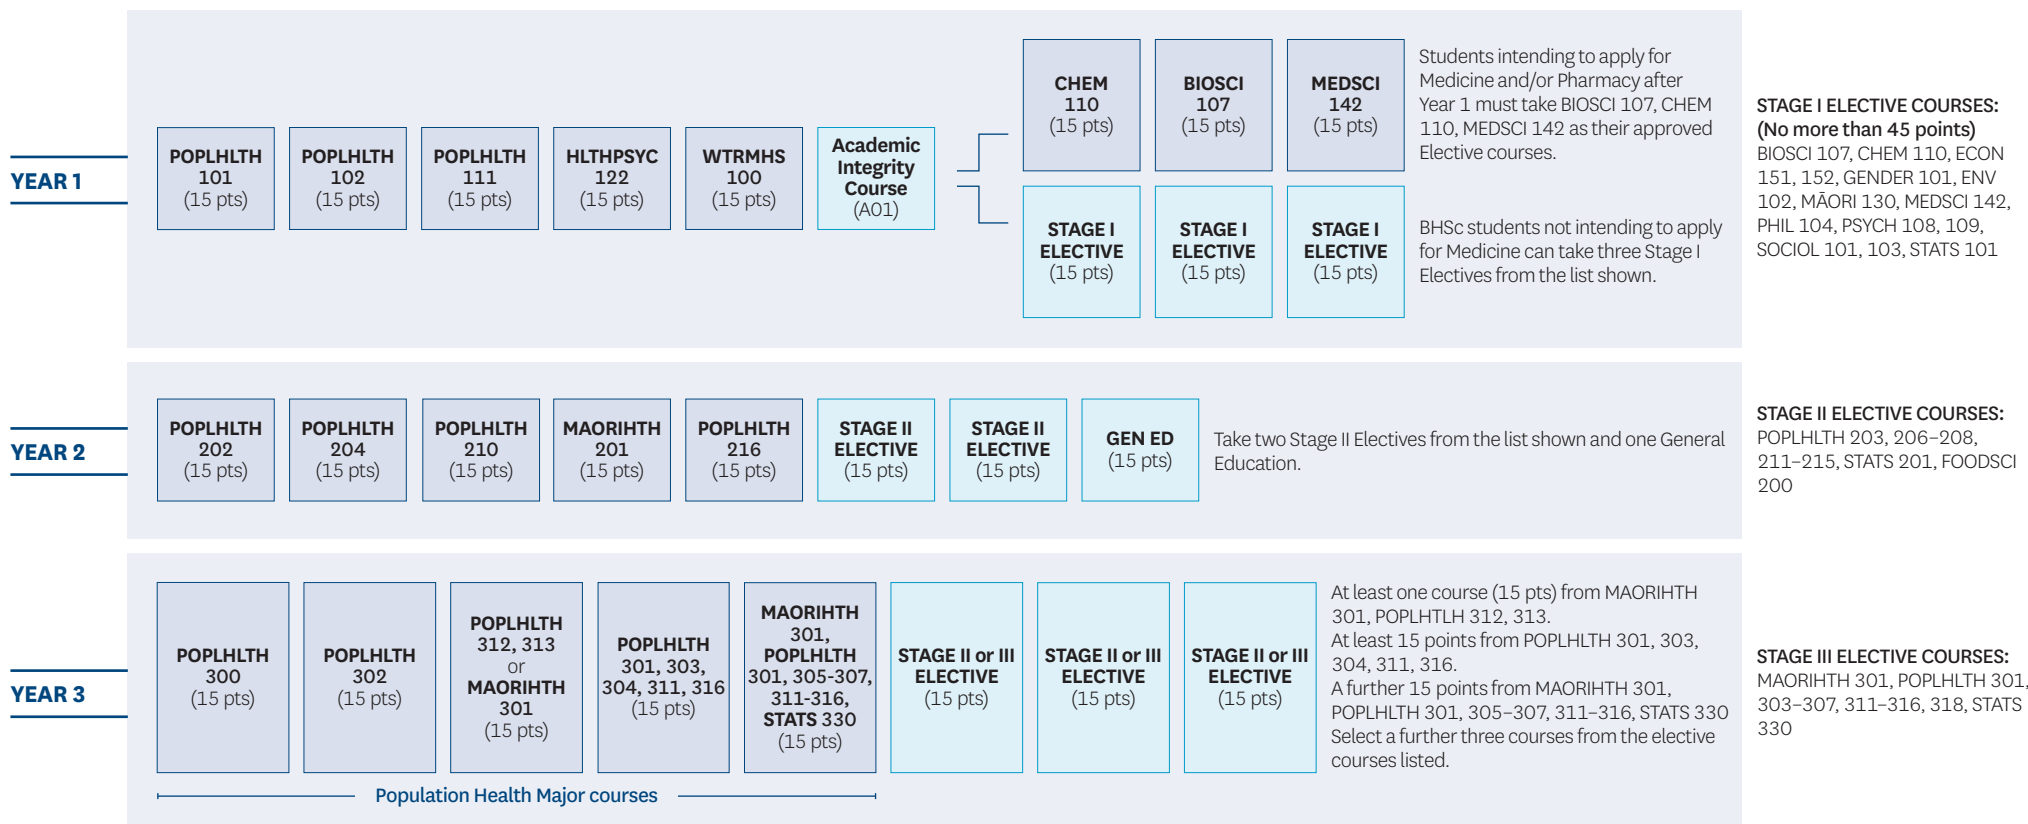 YEAR 1
POPLHLTH
101
(15 pts)
POPLHLTH
102
(15 pts)
POPLHLTH
111
(15 pts)
HLTHPSYC
122
(15 pts)
WTRMHS
100
(15 pts)
Academic
Integrity
Course
(A01)
CHEM
110
(15 pts)
BIOSCI
107
(15 pts)
MEDSCI
142
(15 pts)
Students intending to apply for
Medicine and/or Pharmacy after
Year 1 must take BIOSCI 107, CHEM
110, MEDSCI 142 as their approved
Elective courses.
STAGE I
ELECTIVE
(15 pts)
STAGE I
ELECTIVE
(15 pts)
STAGE I
ELECTIVE
(15 pts)
BHSc students not intending to apply
for Medicine can take three Stage I
Electives from the list shown.
STAGE I ELECTIVE COURSES:
(No more than 45 points)
BIOSCI 107, CHEM 110, ECON
151, 152, GENDER 101, ENV
102, MĀORI 130, MEDSCI 142,
PHIL 104, PSYCH 108, 109,
SOCIOL 101, 103, STATS 101
YEAR 2
POPLHLTH
202
(15 pts)
POPLHLTH
204
(15 pts)
POPLHLTH
210
(15 pts)
MAORIHTH
201
(15 pts)
POPLHLTH
216
(15 pts)
STAGE II
ELECTIVE
(15 pts)
STAGE II
ELECTIVE
(15 pts)
GEN ED
(15 pts)
Take two Stage II Electives from the list shown and one General
Education.
STAGE II ELECTIVE COURSES:
POPLHLTH 203, 206–208,
211–215, STATS 201, FOODSCI
200
YEAR 3
POPLHLTH
300
(15 pts)
POPLHLTH
302
(15 pts)
POPLHLTH
312, 313
or
MAORIHTH
301
(15 pts)
POPLHLTH
301, 303,
304, 311, 316
(15 pts)
MAORIHTH
301,
POPLHLTH
301, 305-307,
311-316,
STATS 330
(15 pts)
STAGE II or III
ELECTIVE
(15 pts)
STAGE II or III
ELECTIVE
(15 pts)
STAGE II or III
ELECTIVE
(15 pts)
At least one course (15 pts) from MAORIHTH
301, POPLHTLH 312, 313.
At least 15 points from POPLHLTH 301, 303,
304, 311, 316.
A further 15 points from MAORIHTH 301,
POPLHLTH 301, 305–307, 311–316, STATS 330
Select a further three courses from the elective
courses listed.
STAGE III ELECTIVE COURSES:
MAORIHTH 301, POPLHLTH 301,
303–307, 311–316, 318, STATS
330
Population Health Major courses